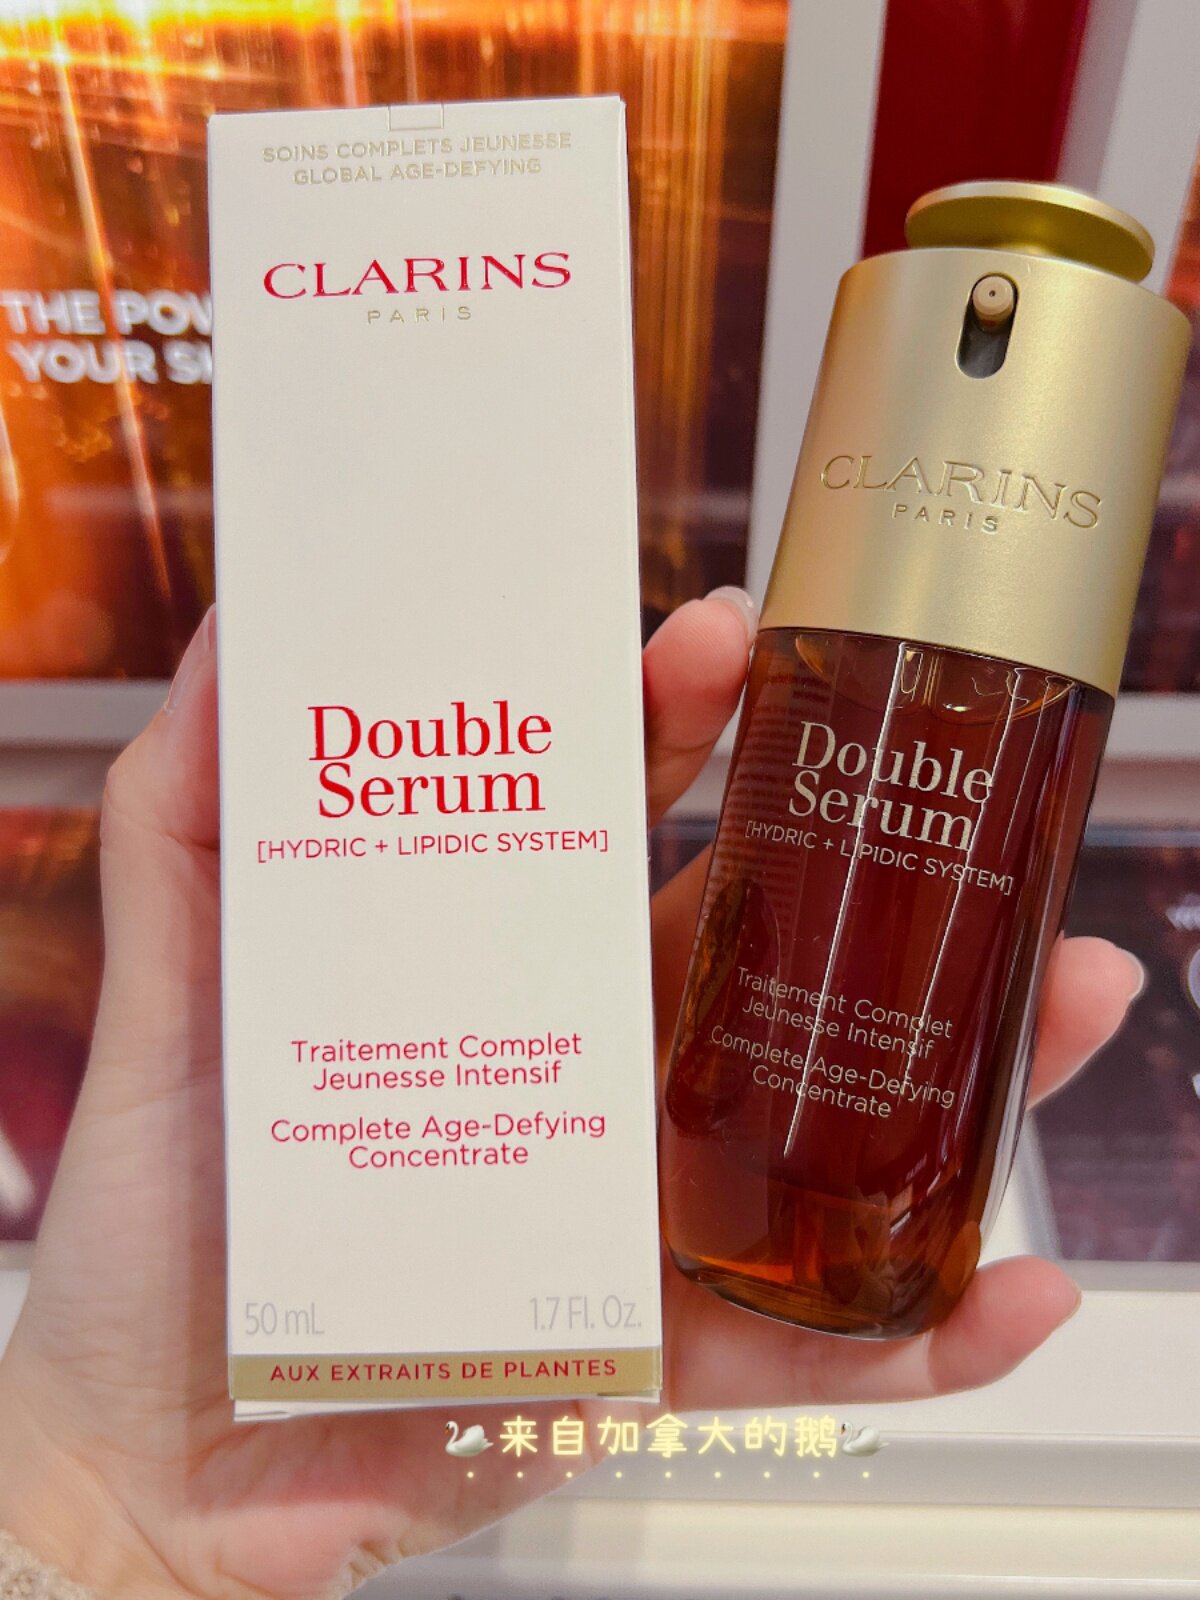 SOINS COMPLETS JEUNESSE
GLOBAL AGE-DEFYING
CLARINS
PARIS
Double
Serum
[HYDRIC + LIPIDIC SYSTEM]
Traitement Complet
Jeunesse Intensif
Complete Age-Defying
Concentrate
50 mL
1.7 Fl. Oz.
AUX EXTRAITS DE PLANTES
CLARINS
PARIS
Double
Serum
[HYDRIC + LIPIDIC SYSTEM]
Traitement Complet
Jeunesse Intensif
Complete Age-Defying
Concentrate
THE
YOUR
来自加拿大的鹅